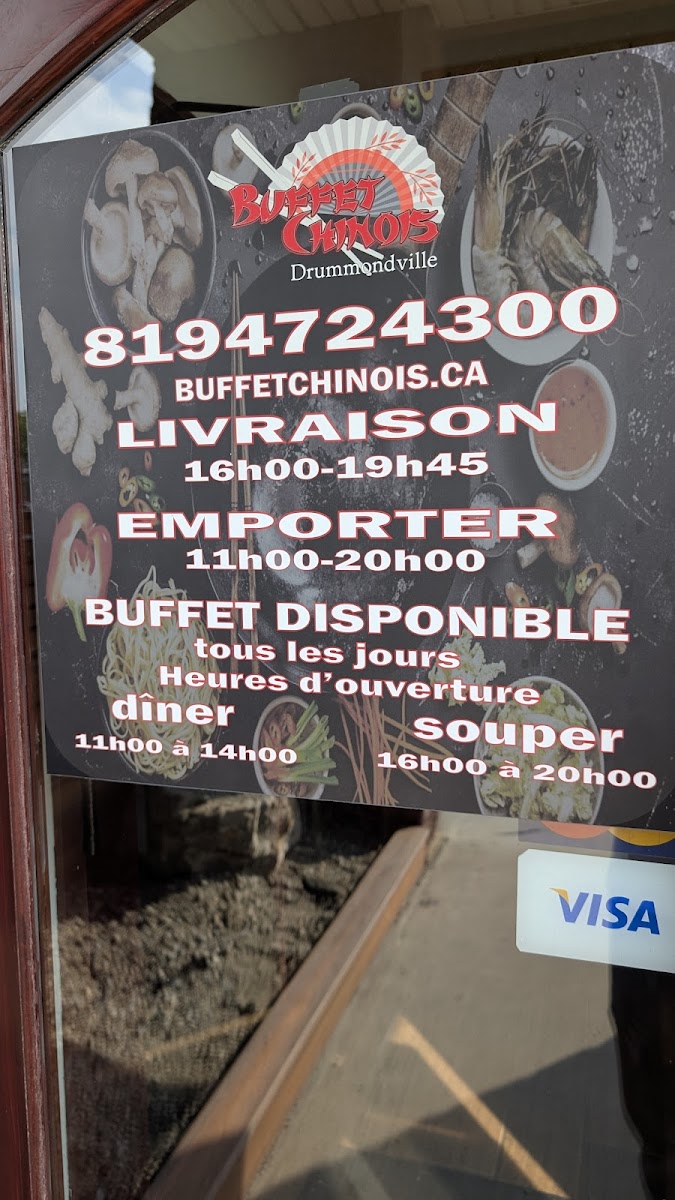 BUFFET
CHINOIS
Drummondville
8194724300
BUFFETCHINOIS.CA
LIVRAISON
16h00-19h45
EMPORTER
11h00-20h00
BUFFET DISPONIBLE
tous les jours
Heures d'ouverture
dîner
11h00 à 14h00
souper
16h00 à 20h00
VISA